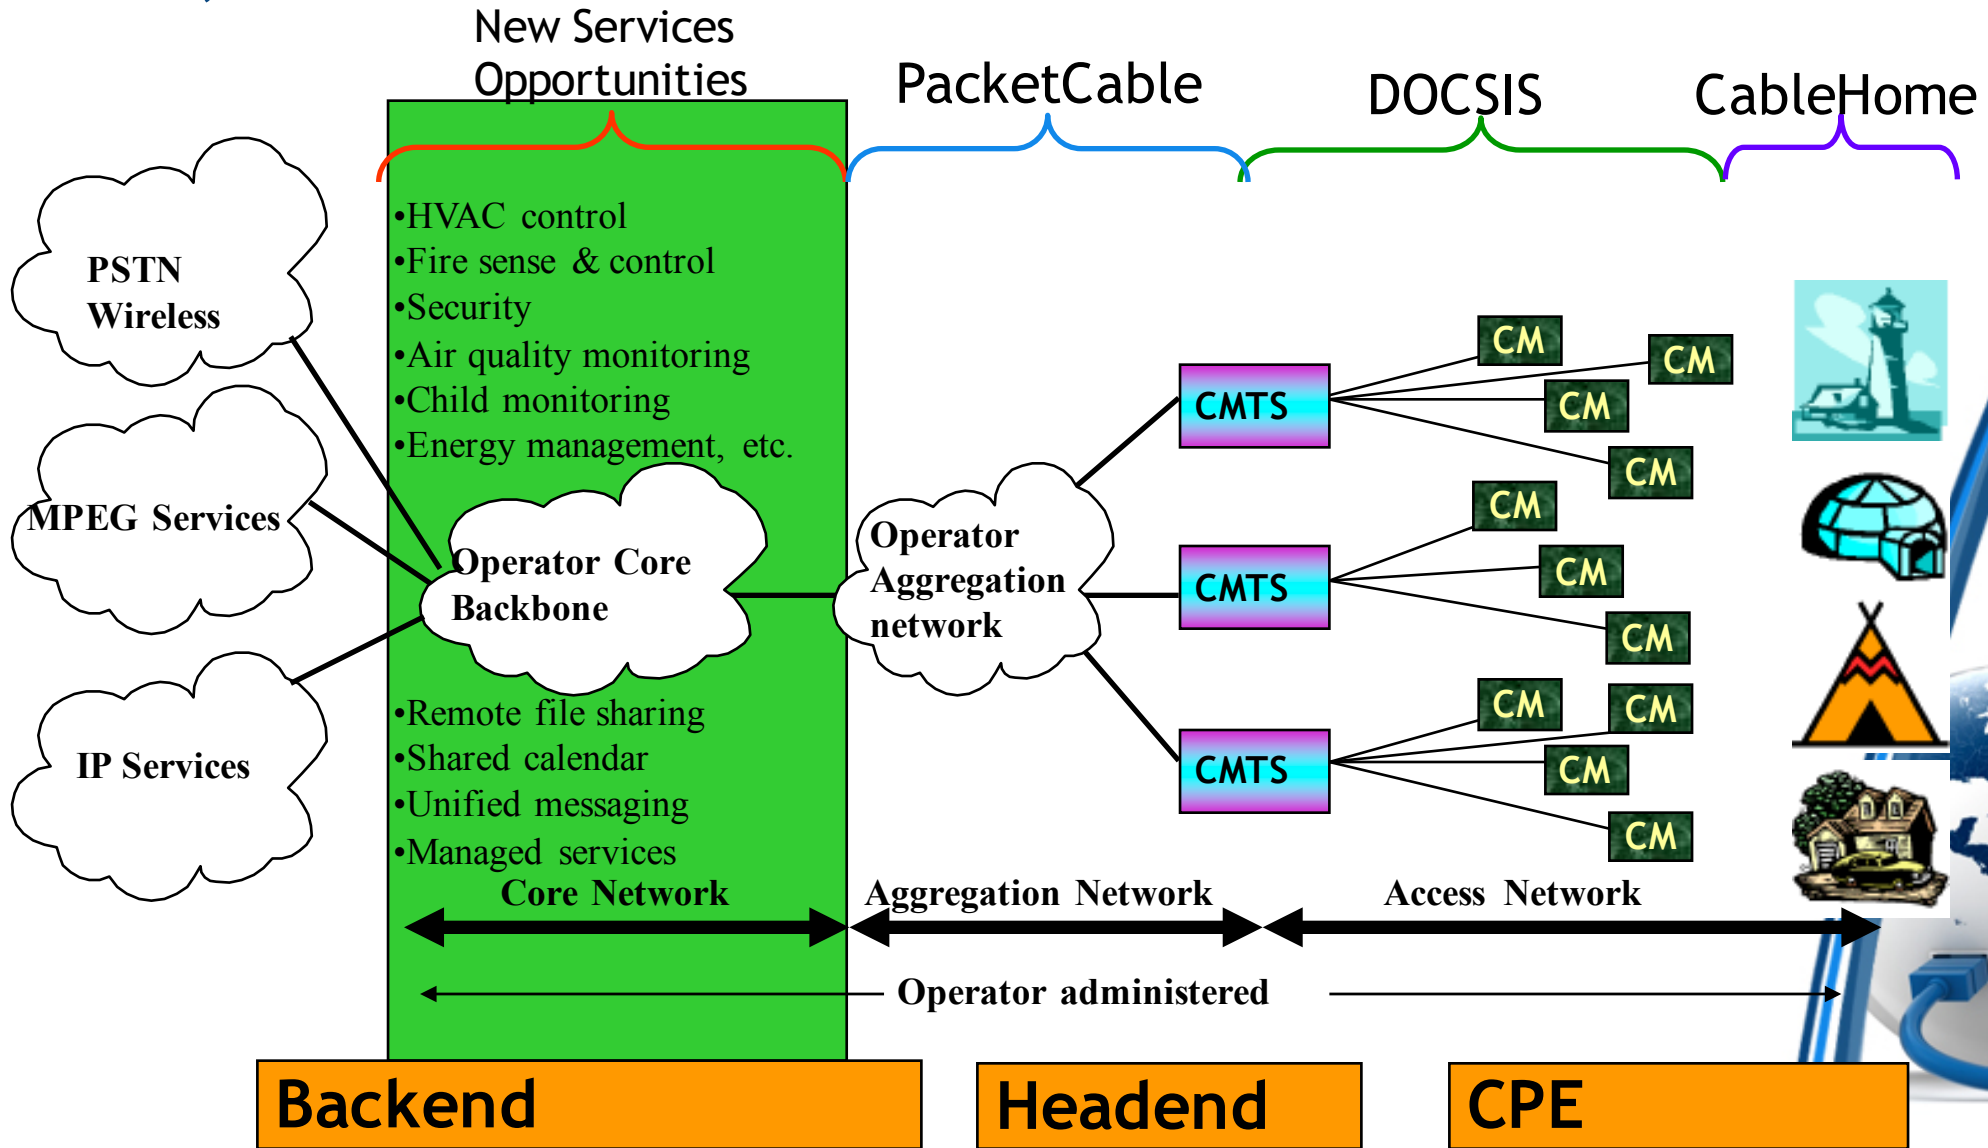 New Services
Opportunities
PacketCable
DOCSIS
CableHome
•HVAC control
•Fire sense & control
•Security
•Air quality monitoring
•Child monitoring
•Energy management, etc.
PSTN
Wireless
MPEG Services
IP Services
Operator Core
Backbone
Operator
Aggregation
network
CMTS
CM
CM
CM
CM
CMTS
CM
CM
CM
CMTS
CM
CM
CM
CM
•Remote file sharing
•Shared calendar
•Unified messaging
•Managed services
Core Network
Aggregation Network
Access Network
Operator administered
Backend
Headend
CPE